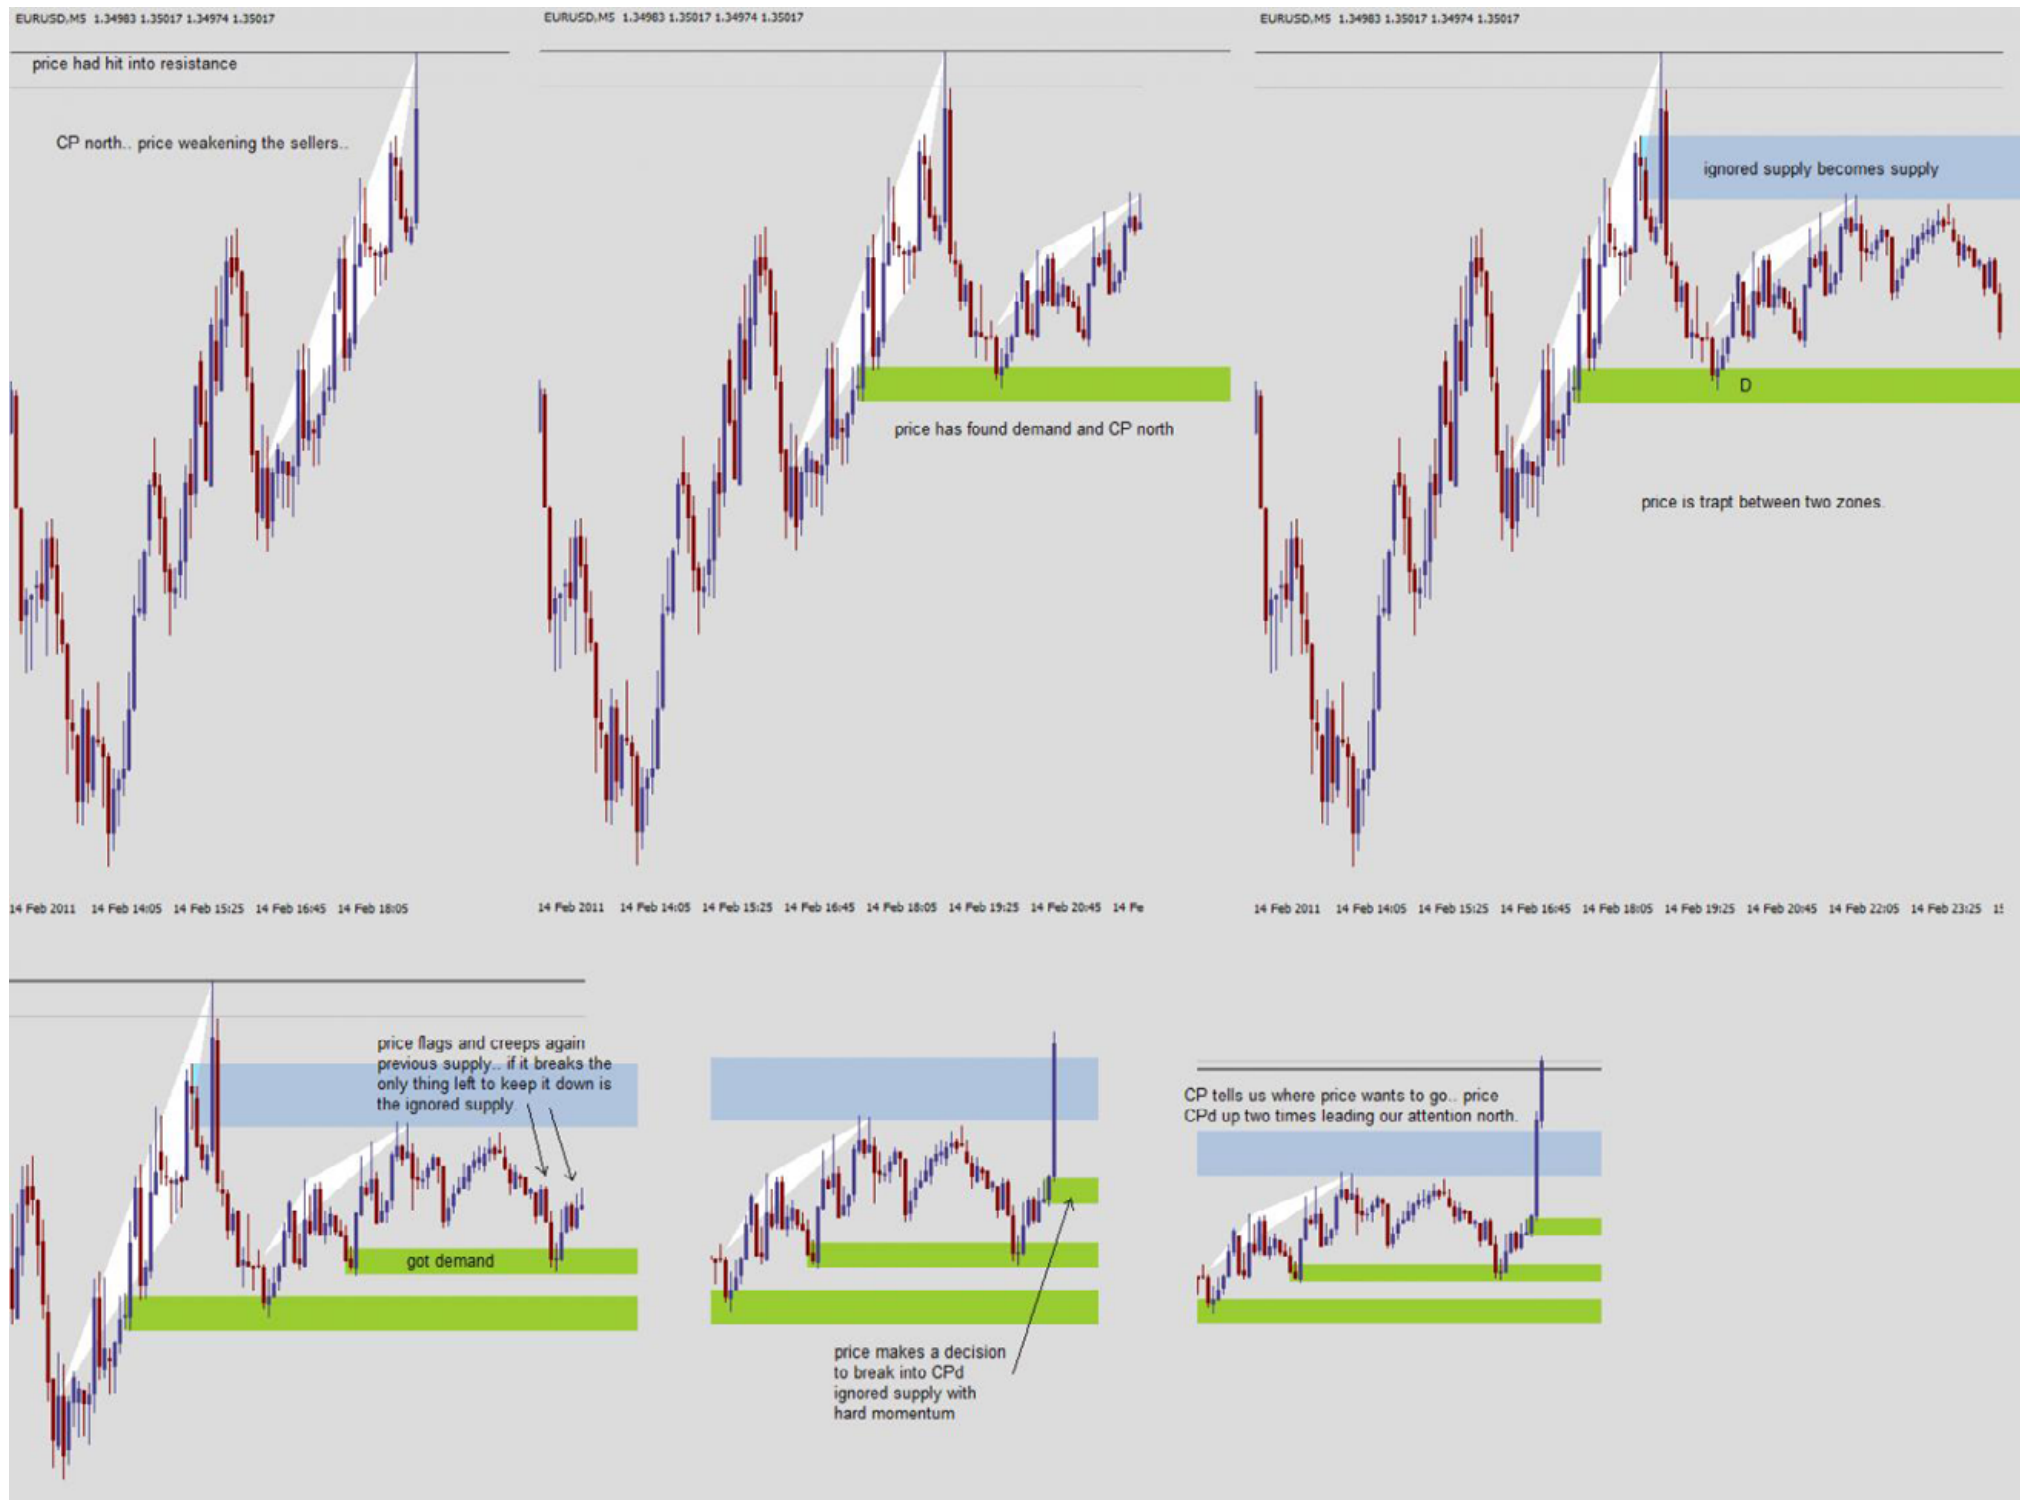 EURUSD,M5 1.34983 1.35017 1.34974 1.35017
price had hit into resistance
CP north.. price weakening the sellers..
14 Feb 2011 14 Feb 14:05 14 Feb 15:25 14 Feb 16:45 14 Feb 18:05
EURUSD,M5 1.34983 1.35017 1.34974 1.35017
price has found demand and CP north
14 Feb 2011 14 Feb 14:05 14 Feb 15:25 14 Feb 16:45 14 Feb 18:05 14 Feb 19:25 14 Feb 20:45 14 Fe
EURUSD,M5 1.34983 1.35017 1.34974 1.35017
ignored supply becomes supply
D
price is trapt between two zones.
14 Feb 2011 14 Feb 14:05 14 Feb 15:25 14 Feb 16:45 14 Feb 18:05 14 Feb 19:25 14 Feb 20:45 14 Feb 22:05 14 Feb 23:25 15
price flags and creeps again
previous supply.. if it breaks the
only thing left to keep it down is
the ignored supply.
got demand
price makes a decision
to break into CPd
ignored supply with
hard momentum
CP tells us where price wants to go.. price
CPd up two times leading our attention north.